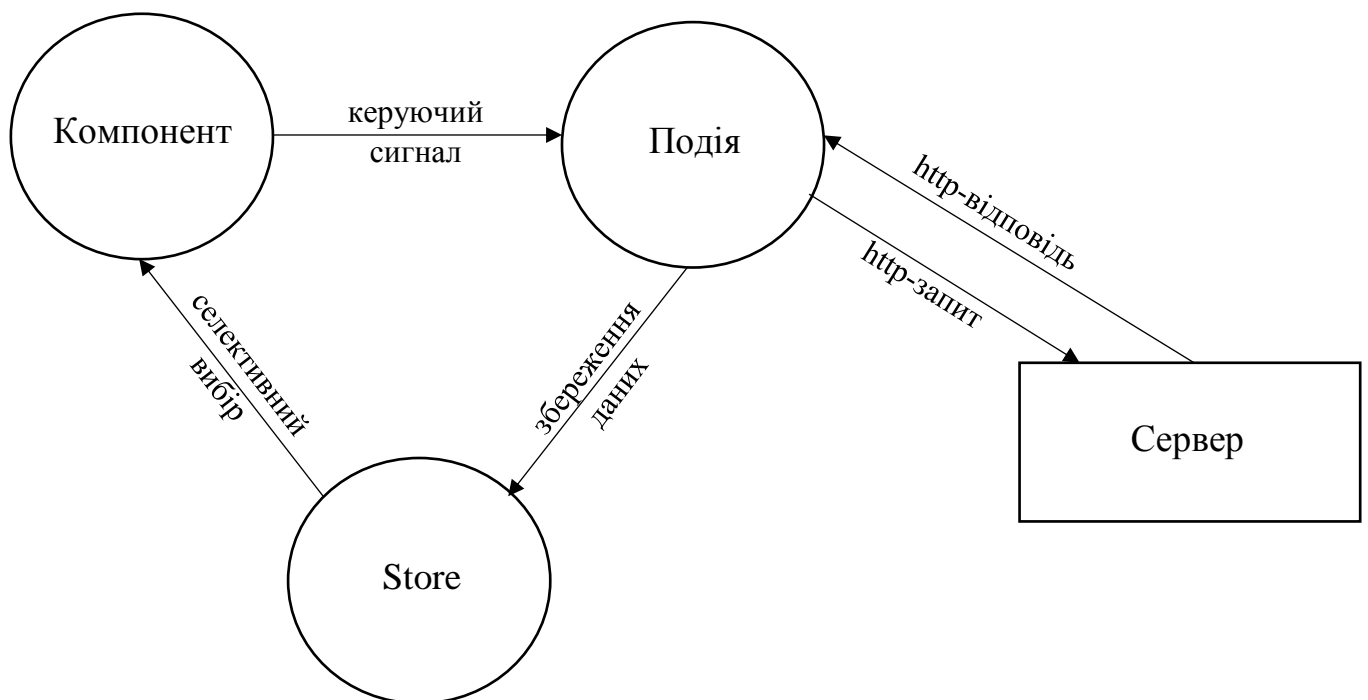 Компонент
керуючий
сигнал
Подія
http-відповідь
http-запит
селективний
вибір
збереження
даних
Сервер
Store